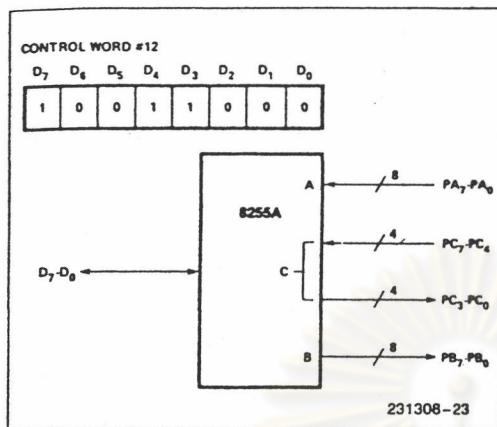 CONTROL WORD #12
D7 D6 D5 D4 D3 D2 D1 D0
1 0 0 1 1 0 0 0
A 8 PA7-PA0
8255A
4 PC7-PC4
D7-D0 C
4 PC3-PC0
B 8 PB7-PB0
231308-23